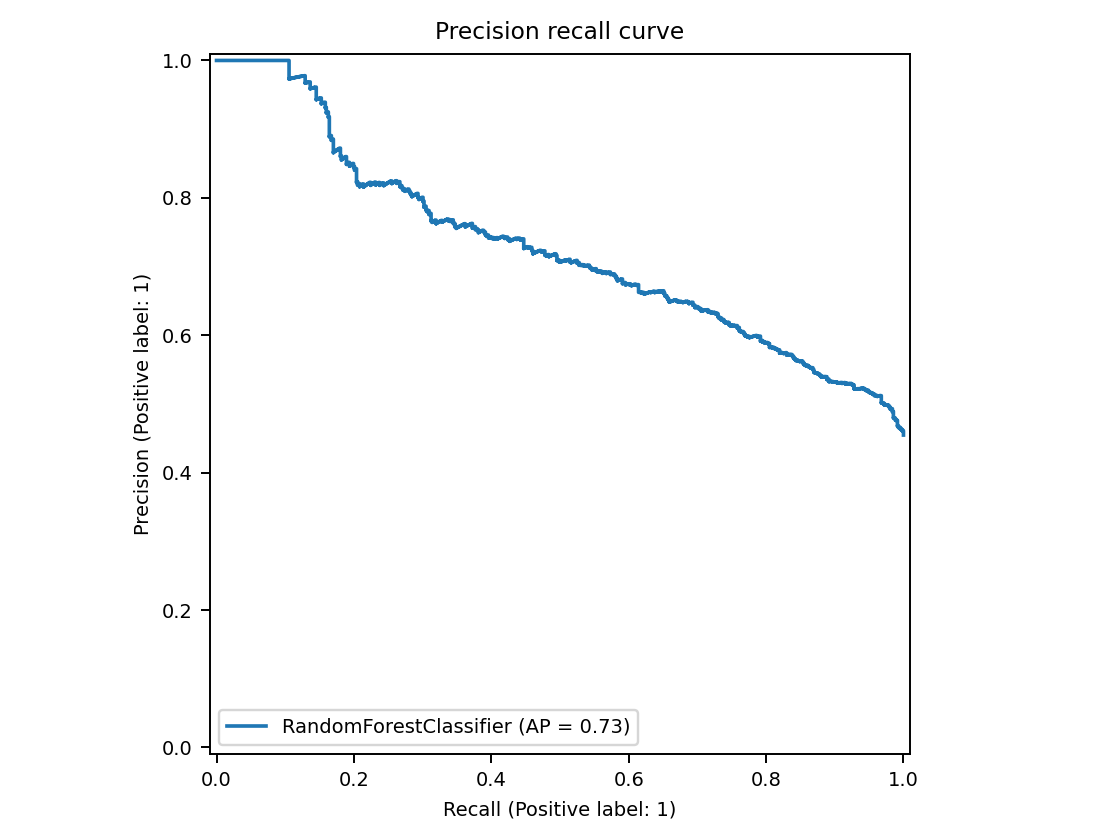 Precision recall curve
1.0
0.8
0.6
0.4
0.2
0.0
Precision (Positive label: 1)
RandomForestClassifier (AP = 0.73)
0.0 0.2 0.4 0.6 0.8 1.0
Recall (Positive label: 1)